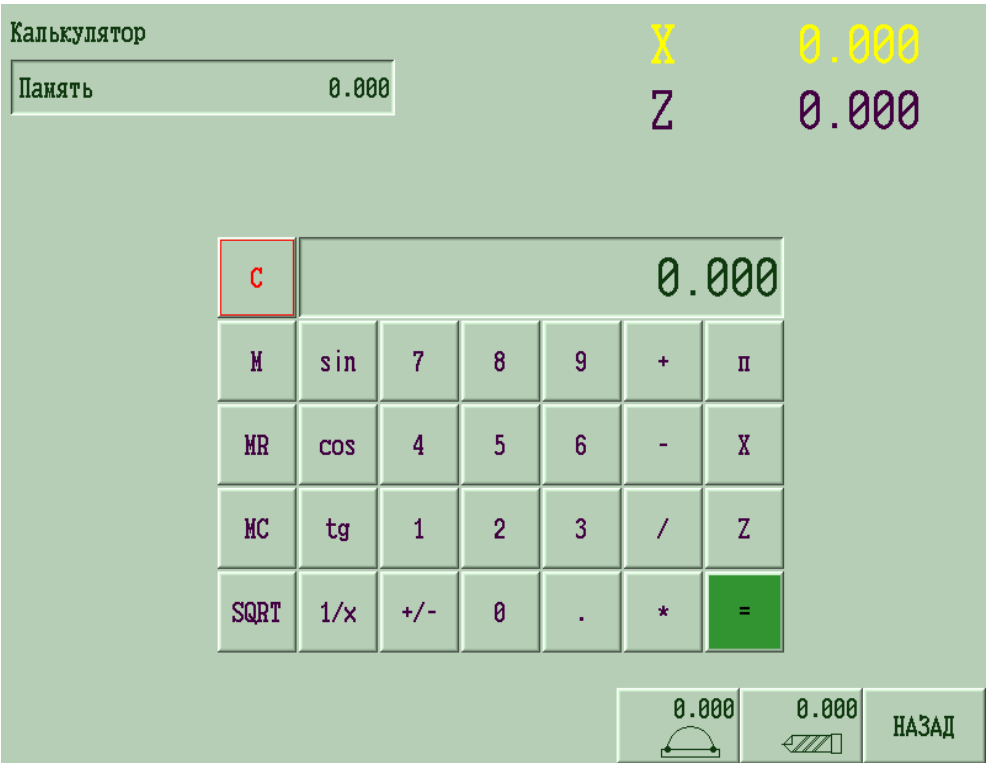 Калькулятор
Память 0.000
X 0.000
Z 0.000
C 0.000
M sin 7 8 9 + π
MR cos 4 5 6 - X
MC tg 1 2 3 / Z
SQRT 1/x +/- 0 . * =
0.000 0.000 НАЗАД